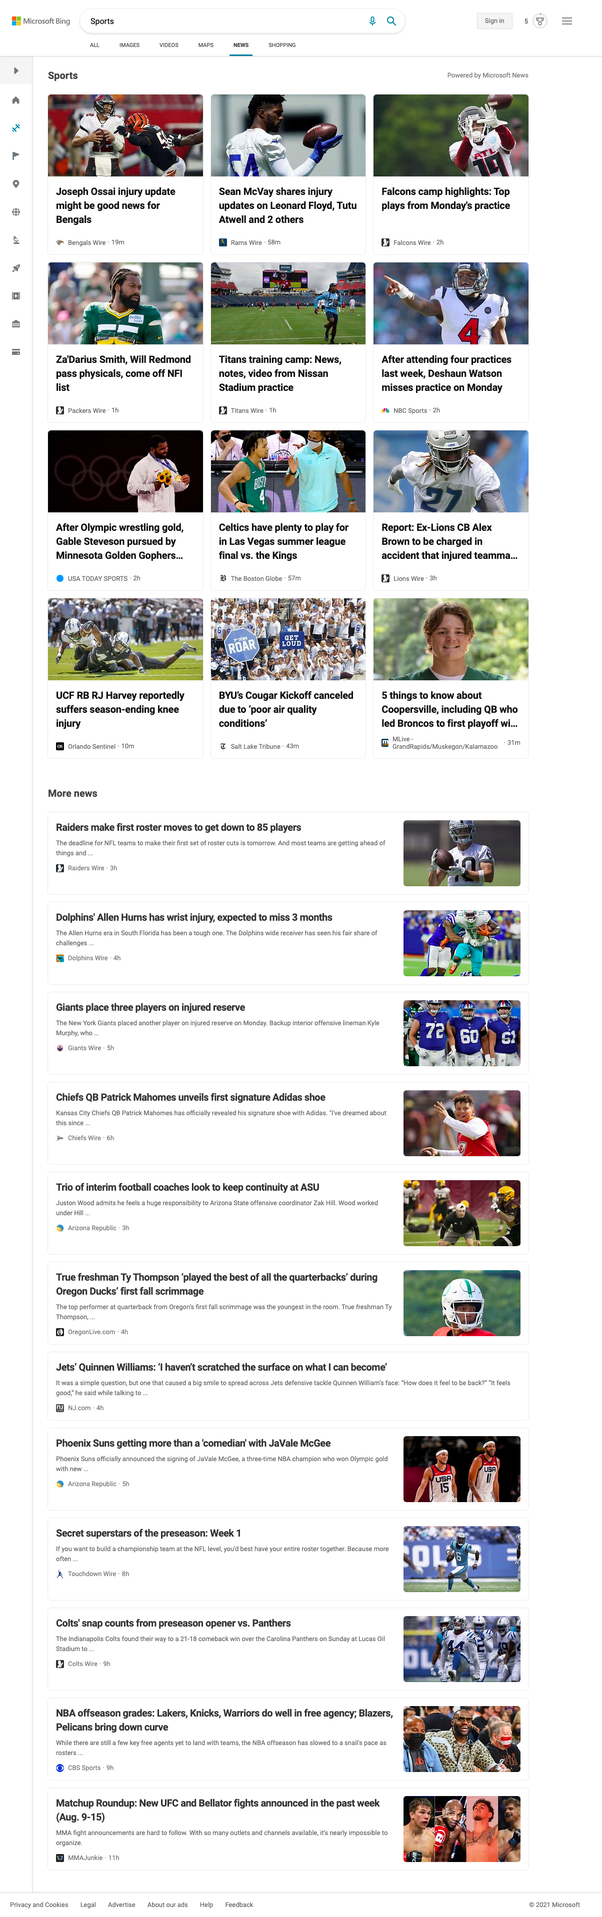 Microsoft Bing
Sports
Sign in
5
ALL
IMAGES
VIDEOS
MAPS
NEWS
SHOPPING
Sports
Powered by Microsoft News
Joseph Ossai injury update
might be good news for
Bengals
Bengals Wire · 19m
Sean McVay shares injury
updates on Leonard Floyd, Tutu
Atwell and 2 others
Rams Wire · 58m
Falcons camp highlights: Top
plays from Monday's practice
Falcons Wire · 2h
Za'Darius Smith, Will Redmond
pass physicals, come off NFI
list
Packers Wire · 1h
Titans training camp: News,
notes, video from Nissan
Stadium practice
Titans Wire · 1h
After attending four practices
last week, Deshaun Watson
misses practice on Monday
NBC Sports · 2h
After Olympic wrestling gold,
Gable Steveson pursued by
Minnesota Golden Gophers...
USA TODAY SPORTS · 2h
Celtics have plenty to play for
in Las Vegas summer league
final vs. the Kings
The Boston Globe · 57m
Report: Ex-Lions CB Alex
Brown to be charged in
accident that injured teamma...
Lions Wire · 3h
ROAR
GET
LOUD
UCF RB RJ Harvey reportedly
suffers season-ending knee
injury
Orlando Sentinel · 10m
BYU's Cougar Kickoff canceled
due to 'poor air quality
conditions'
Salt Lake Tribune · 43m
5 things to know about
Coopersville, including QB who
led Broncos to first playoff wi...
MLive -
GrandRapids/Muskegon/Kalamazoo · 31m
More news
Raiders make first roster moves to get down to 85 players
The deadline for NFL teams to make their first set of roster cuts is tomorrow. And most teams are getting ahead of
things and ...
Raiders Wire · 3h
Dolphins' Allen Hurns has wrist injury, expected to miss 3 months
The Allen Hurns era in South Florida has been a tough one. The Dolphins wide receiver has seen his fair share of
challenges ...
Dolphins Wire · 4h
Giants place three players on injured reserve
The New York Giants placed another player on injured reserve on Monday. Backup interior offensive lineman Kyle
Murphy, who ...
Giants Wire · 5h
72
60
61
Chiefs QB Patrick Mahomes unveils first signature Adidas shoe
Kansas City Chiefs QB Patrick Mahomes has officially revealed his signature shoe with Adidas. "I've dreamed about
this since ...
Chiefs Wire · 6h
Trio of interim football coaches look to keep continuity at ASU
Juston Wood admits he feels a huge responsibility to Arizona State offensive coordinator Zak Hill. Wood worked
under Hill ...
Arizona Republic · 3h
True freshman Ty Thompson 'played the best of all the quarterbacks' during
Oregon Ducks' first fall scrimmage
The top performer at quarterback from Oregon's first fall scrimmage was the youngest in the room. True freshman Ty
Thompson, ...
OregonLive.com · 4h
Jets' Quinnen Williams: 'I haven't scratched the surface on what I can become'
It was a simple question, but one that caused a big smile to spread across Jets defensive tackle Quinnen William's face: "How does it feel to be back?" "It feels
good," he said while talking to ...
NJ.com · 4h
Phoenix Suns getting more than a 'comedian' with JaVale McGee
Phoenix Suns officially announced the signing of JaVale McGee, a three-time NBA champion who won Olympic gold
with new ...
Arizona Republic · 5h
USA
15
USA
11
Secret superstars of the preseason: Week 1
If you want to build a championship team at the NFL level, you'd best have your entire roster together. Because more
often ...
Touchdown Wire · 8h
Colts' snap counts from preseason opener vs. Panthers
The Indianapolis Colts found their way to a 21-18 comeback win over the Carolina Panthers on Sunday at Lucas Oil
Stadium to ...
Colts Wire · 9h
NBA offseason grades: Lakers, Knicks, Warriors do well in free agency; Blazers,
Pelicans bring down curve
While there are still a few key free agents yet to land with teams, the NBA offseason has slowed to a snail's pace as
rosters ...
CBS Sports · 9h
Matchup Roundup: New UFC and Bellator fights announced in the past week
(Aug. 9-15)
MMA fight announcements are hard to follow. With so many outlets and channels available, it's nearly impossible to
organize.
MMAJunkie · 11h
Privacy and Cookies
Legal
Advertise
About our ads
Help
Feedback
© 2021 Microsoft